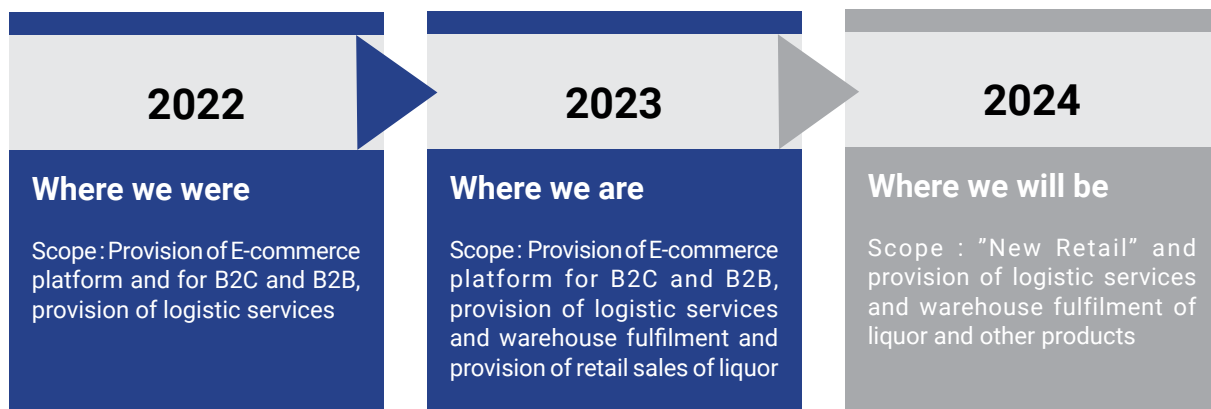 2022
Where we were
Scope : Provision of E-commerce
platform and for B2C and B2B,
provision of logistic services
2023
Where we are
Scope : Provision of E-commerce
platform for B2C and B2B,
provision of logistic services
and warehouse fulfilment and
provision of retail sales of liquor
2024
Where we will be
Scope : ”New Retail” and
provision of logistic services
and warehouse fulfilment of
liquor and other products